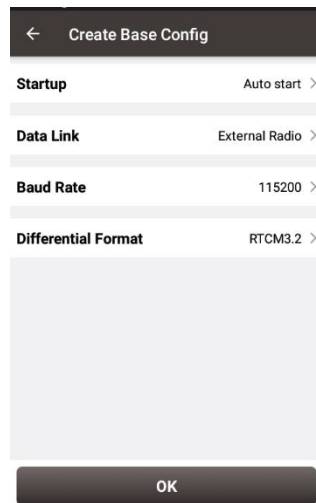 Create Base Config
Startup Auto start
Data Link External Radio
Baud Rate 115200
Differential Format RTCM3.2
OK